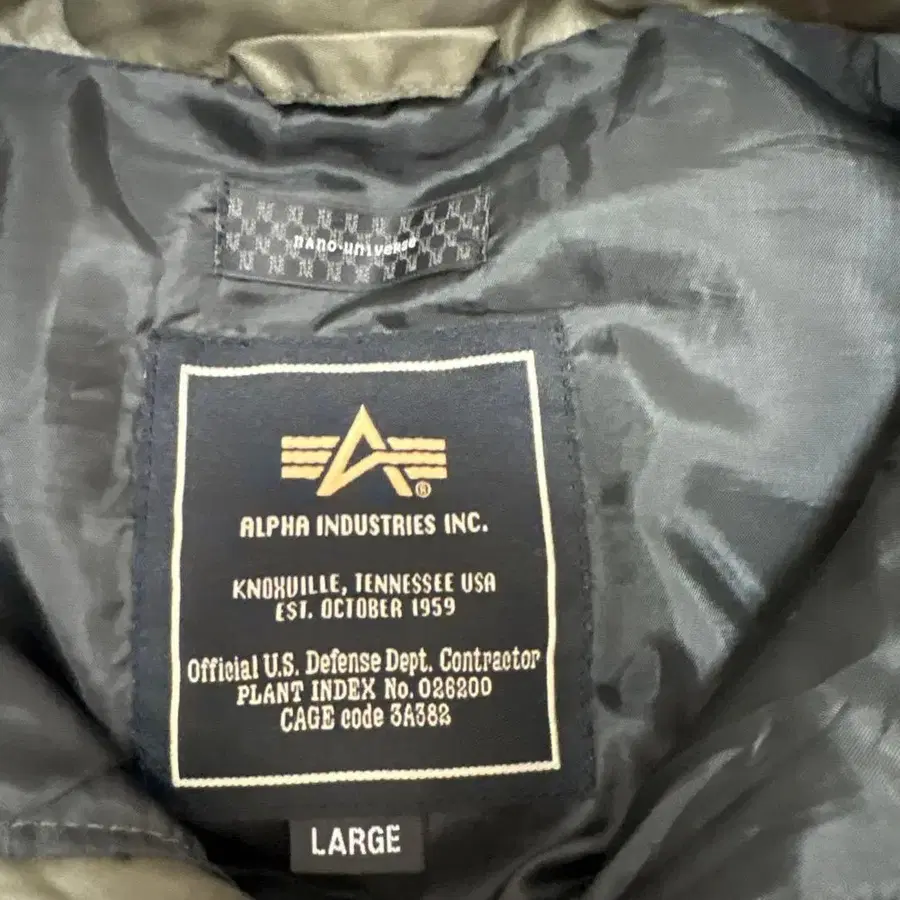 nano·universe
®
ALPHA INDUSTRIES INC.
KNOXVILLE, TENNESSEE USA
EST. OCTOBER 1959
Official U.S. Defense Dept. Contractor
PLANT INDEX No. 026200
CAGE code 3A382
LARGE